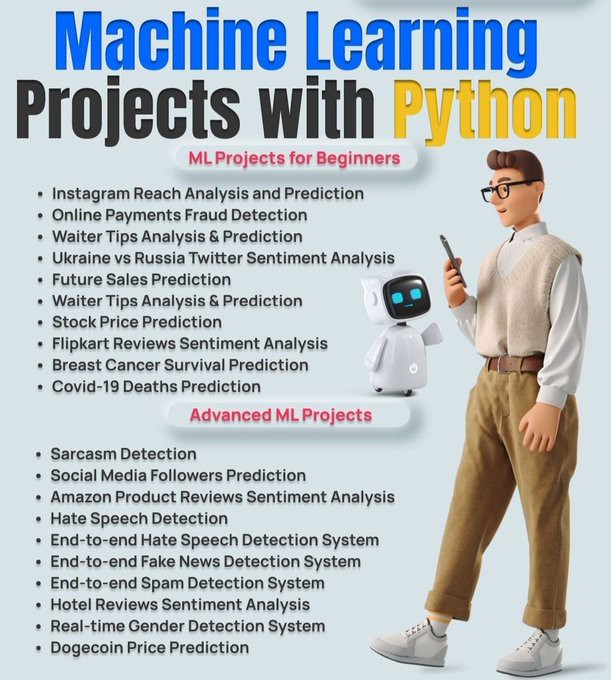 Machine Learning
Projects with Python
ML Projects for Beginners
• Instagram Reach Analysis and Prediction
• Online Payments Fraud Detection
• Waiter Tips Analysis & Prediction
• Ukraine vs Russia Twitter Sentiment Analysis
• Future Sales Prediction
• Waiter Tips Analysis & Prediction
• Stock Price Prediction
• Flipkart Reviews Sentiment Analysis
• Breast Cancer Survival Prediction
• Covid-19 Deaths Prediction
Advanced ML Projects
• Sarcasm Detection
• Social Media Followers Prediction
• Amazon Product Reviews Sentiment Analysis
• Hate Speech Detection
• End-to-end Hate Speech Detection System
• End-to-end Fake News Detection System
• End-to-end Spam Detection System
• Hotel Reviews Sentiment Analysis
• Real-time Gender Detection System
• Dogecoin Price Prediction